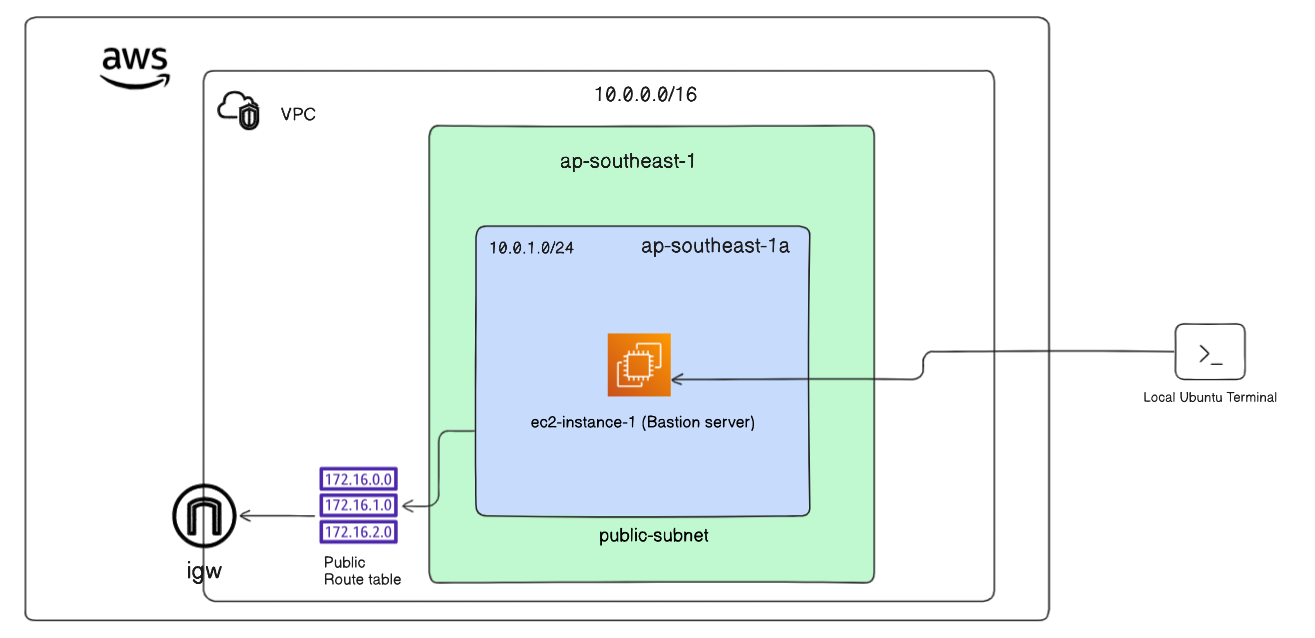 aws
10.0.0.0/16
VPC
ap-southeast-1
10.0.1.0/24
ap-southeast-1a
>_
Local Ubuntu Terminal
ec2-instance-1 (Bastion server)
172.16.0.0
172.16.1.0
172.16.2.0
public-subnet
Public
Route table
igw